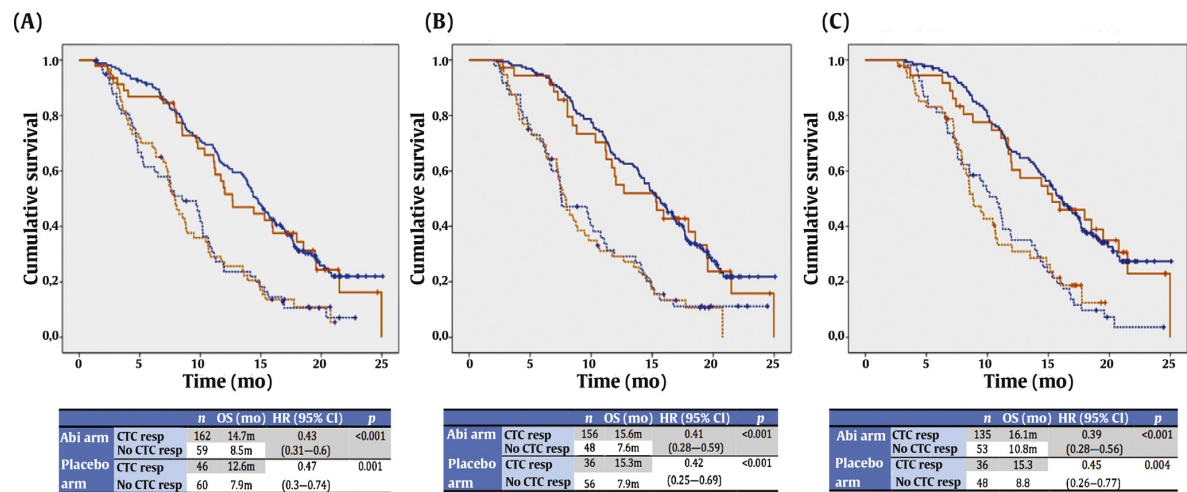 (A)
Cumulative survival
1.0
0,8
0,6
0,4
0,2
0,0
0 5 10 15 20 25
Time (mo)
n OS (mo) HR (95% CI) p
Abi arm CTC resp 162 14.7m 0.43 <0.001
No CTC resp 59 8.5m (0.31—0.6)
Placebo CTC resp 46 12.6m 0.47 0.001
arm No CTC resp 60 7.9m (0.3—0.74)
(B)
Cumulative survival
1.0
0,8
0,6
0,4
0,2
0,0
0 5 10 15 20 25
Time (mo)
n OS (mo) HR (95% CI) p
Abi arm CTC resp 156 15.6m 0.41 <0.001
No CTC resp 48 7.6m (0.28—0.59)
Placebo CTC resp 36 15.3m 0.42 <0.001
arm No CTC resp 56 7.9m (0.25—0.69)
(C)
Cumulative survival
1.0
0,8
0,6
0,4
0,2
0,0
0 5 10 15 20 25
Time (mo)
n OS (mo) HR (95% CI) p
Abi arm CTC resp 135 16.1m 0.39 <0.001
No CTC resp 53 10.8m (0.28—0.56)
Placebo CTC resp 36 15.3 0.45 0.004
arm No CTC resp 48 8.8 (0.26—0.77)